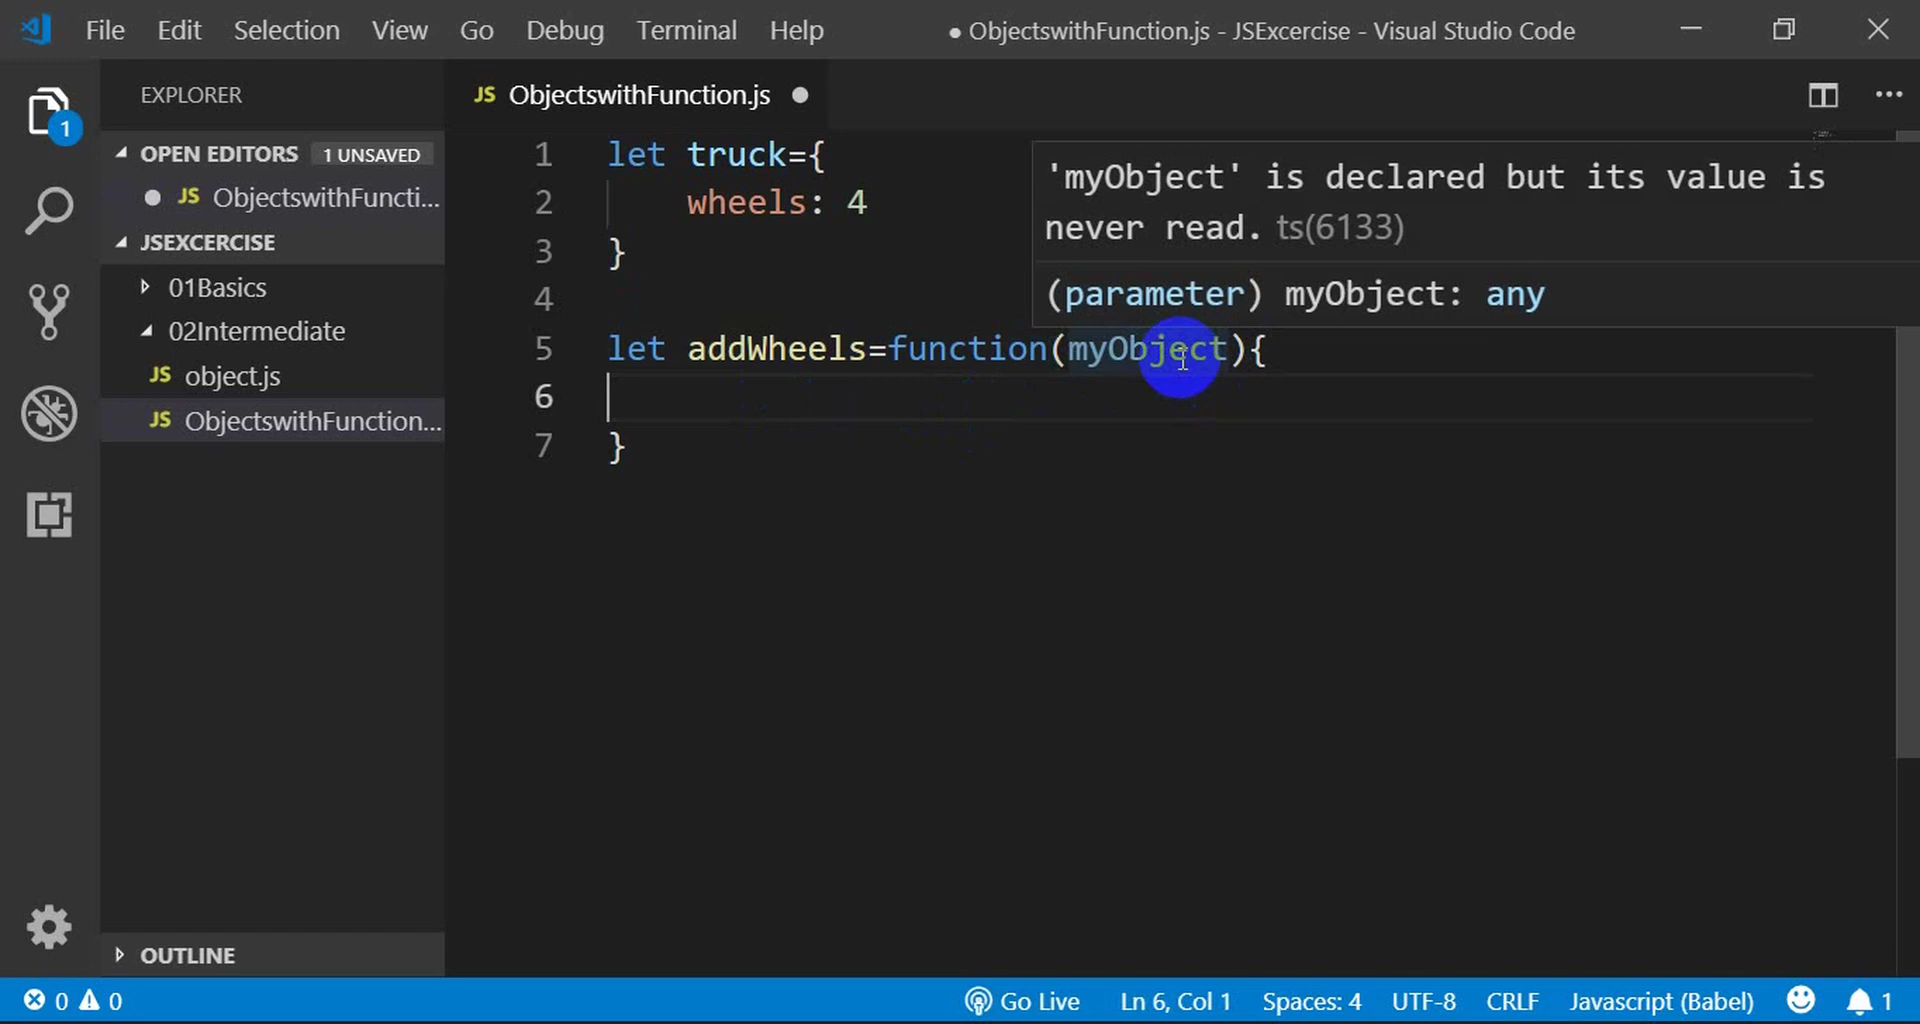 File Edit Selection View Go Debug Terminal Help ● ObjectswithFunction.js - JSExcercise - Visual Studio Code
EXPLORER
1
OPEN EDITORS 1 UNSAVED
JS ObjectswithFuncti...
JSEXCERCISE
01Basics
02Intermediate
JS object.js
JS ObjectswithFunction...
OUTLINE
JS ObjectswithFunction.js ●
1 let truck={
2 wheels: 4
3 }
4
5 let addWheels=function(myObject){
6
7 }
'myObject' is declared but its value is
never read. ts(6133)
(parameter) myObject: any
0 0 Go Live Ln 6, Col 1 Spaces: 4 UTF-8 CRLF Javascript (Babel) 1